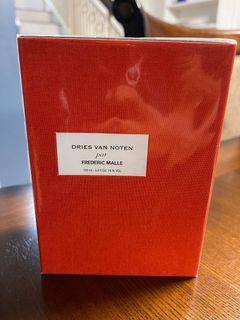 DRIES VAN NOTEN
par
FREDERIC MALLE